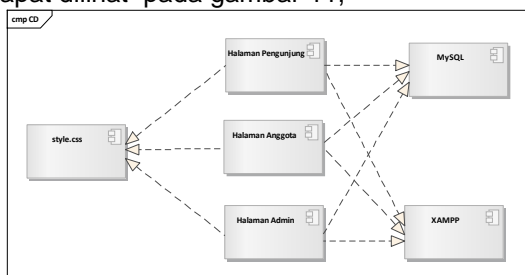 dapat dilihat pada gambar 11;
cmp CD
Halaman Pengunjung
MySQL
style.css
Halaman Anggota
Halaman Admin
XAMPP